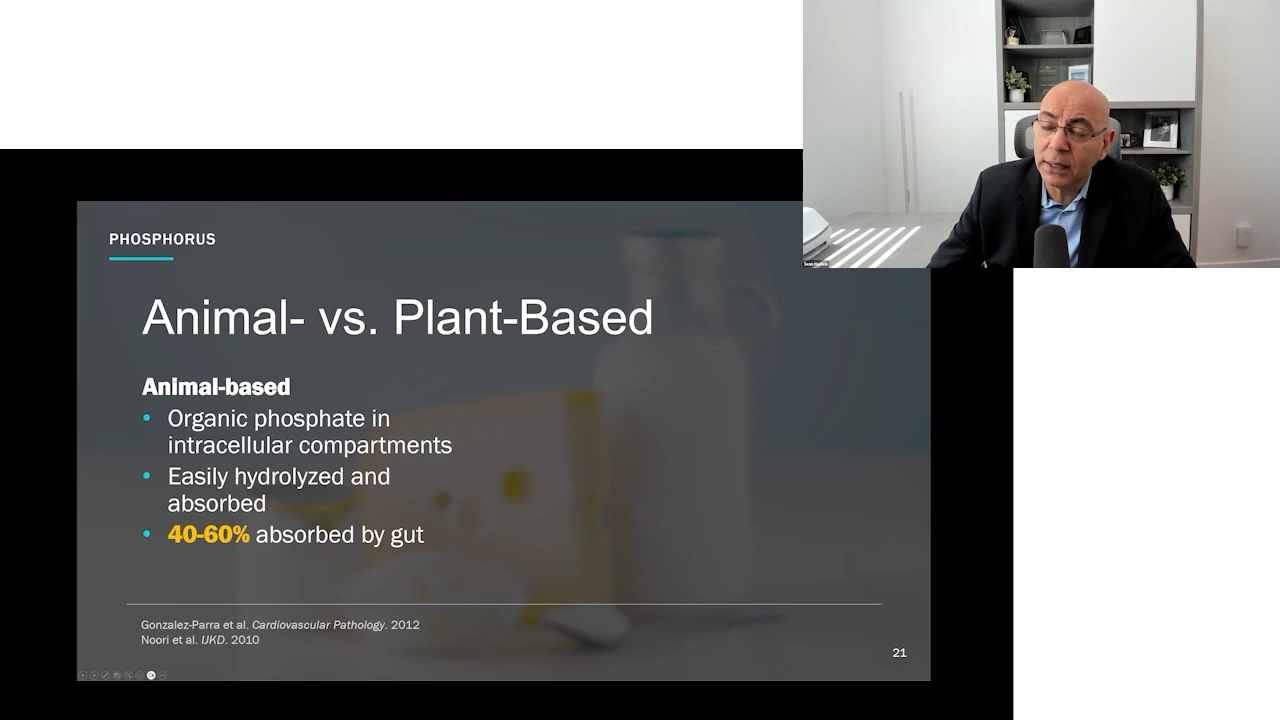 PHOSPHORUS
Animal- vs. Plant-Based
Animal-based
• Organic phosphate in
intracellular compartments
• Easily hydrolyzed and
absorbed
• 40-60% absorbed by gut
Gonzalez-Parra et al. Cardiovascular Pathology. 2012
Noori et al. IJKD. 2010
21